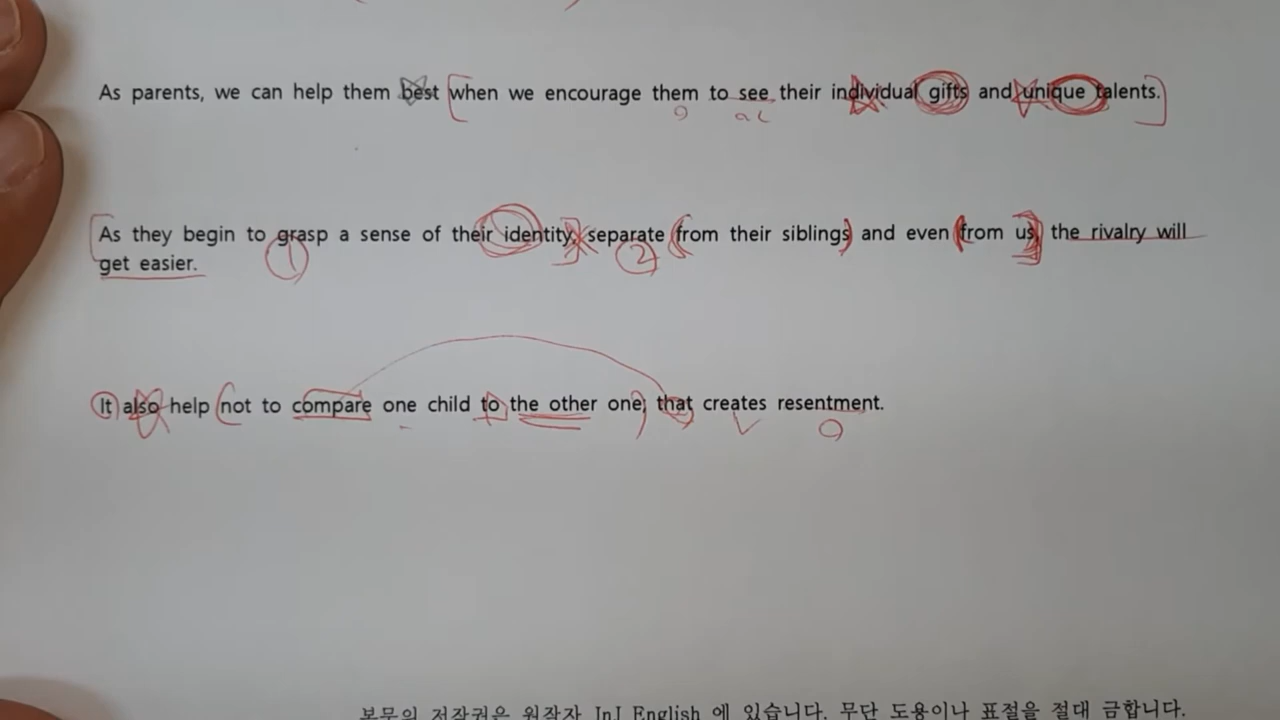 As parents, we can help them best when we encourage them to see their individual gifts and unique talents.
As they begin to grasp a sense of their identity, separate from their siblings and even from us, the rivalry will
get easier.
It also help not to compare one child to the other one; that creates resentment.
본문의 저작권은 원작자 InJ English 에 있습니다. 무단 도용이나 표절을 절대 금합니다.